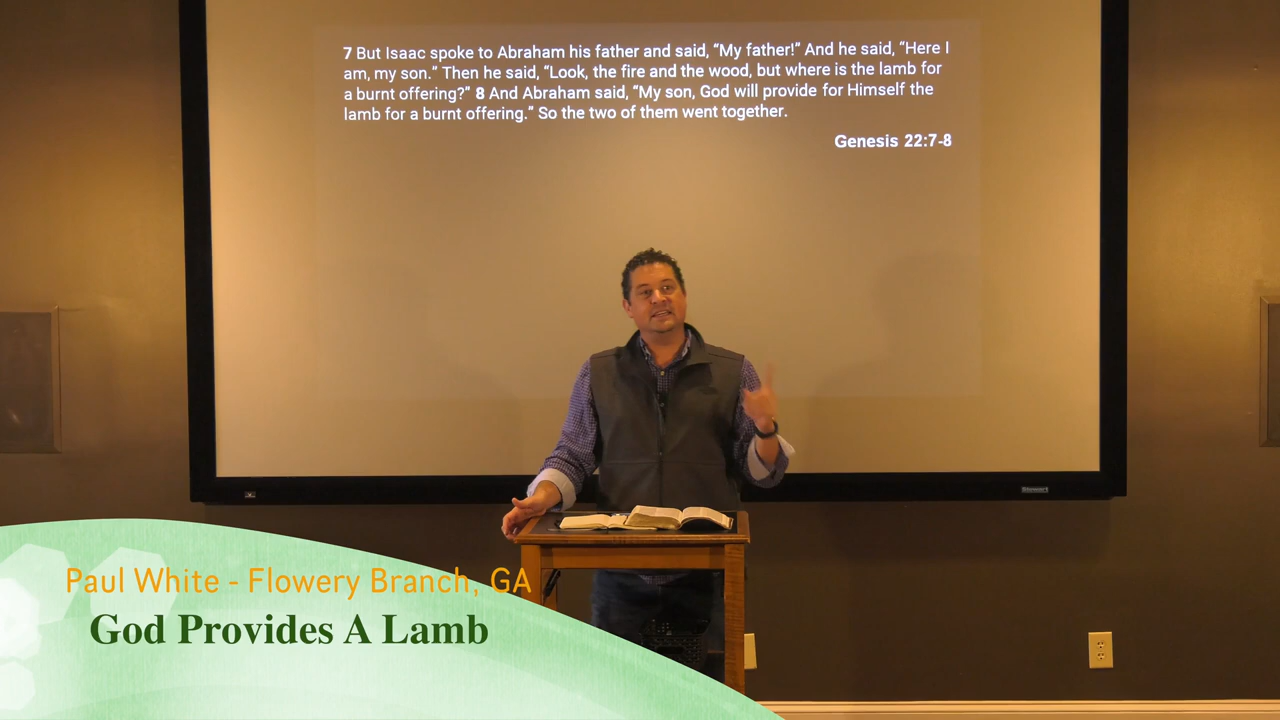 7 But Isaac spoke to Abraham his father and said, “My father!” And he said, “Here I
am, my son.” Then he said, “Look, the fire and the wood, but where is the lamb for
a burnt offering?” 8 And Abraham said, “My son, God will provide for Himself the
lamb for a burnt offering.” So the two of them went together.
Genesis 22:7-8
Stewart
Paul White - Flowery Branch, GA
God Provides A Lamb